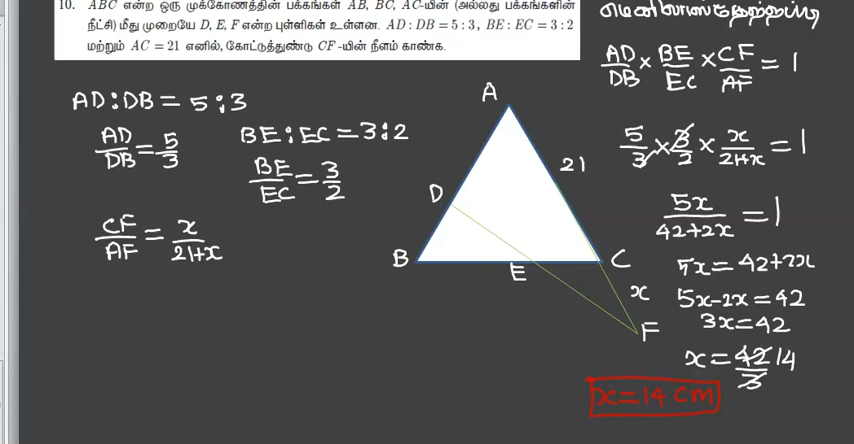 10. ABC என்ற ஒரு முக்கோணத்தின் பக்கங்கள் AB, BC, AC-யின் (அல்லது பக்கங்களின்
நீட்சி) மீது முறையே D, E, F என்ற புள்ளிகள் உள்ளன. AD : DB = 5 : 3 , BE : EC = 3 : 2
மற்றும் AC = 21 எனில், கோட்டுத்துண்டு CF -யின் நீளம் காண்க.
AD : DB = 5 : 3
AD/DB = 5/3
BE : EC = 3 : 2
BE/EC = 3/2
CF/AF = x/21+x
A
21
D
B
E
C
x
F
AD/DB × BE/EC × CF/AF = 1
5/3 × 3/2 × x/21+x = 1
5x/42+2x = 1
5x = 42+2x
5x-2x = 42
3x = 42
x = 42/3 14
x = 14 cm